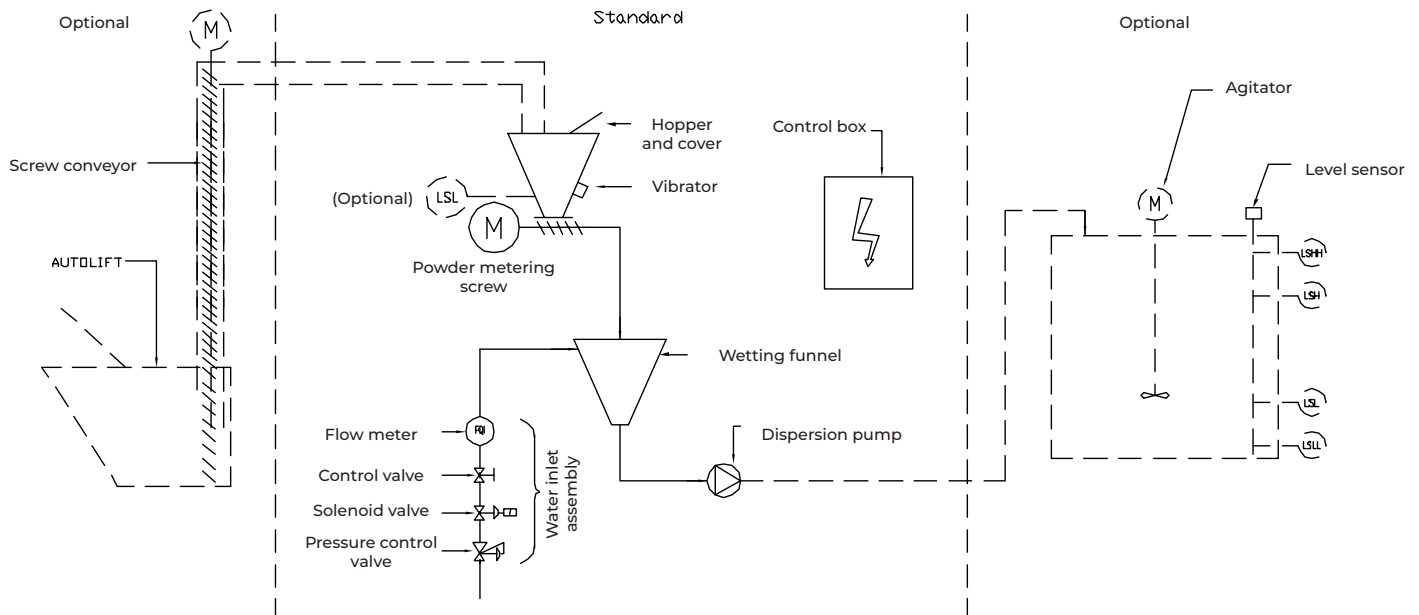 Optional
Standard
Optional
M
Agitator
Hopper
and cover
Control box
Screw conveyor
Level sensor
Vibrator
(Optional)
LSL
M
M
Powder metering
screw
LSHH
AUTOLIFT
LSH
Wetting funnel
LSL
Flow meter
FQI
Dispersion pump
LSLL
Control valve
Water inlet
assembly
Solenoid valve
Pressure control
valve